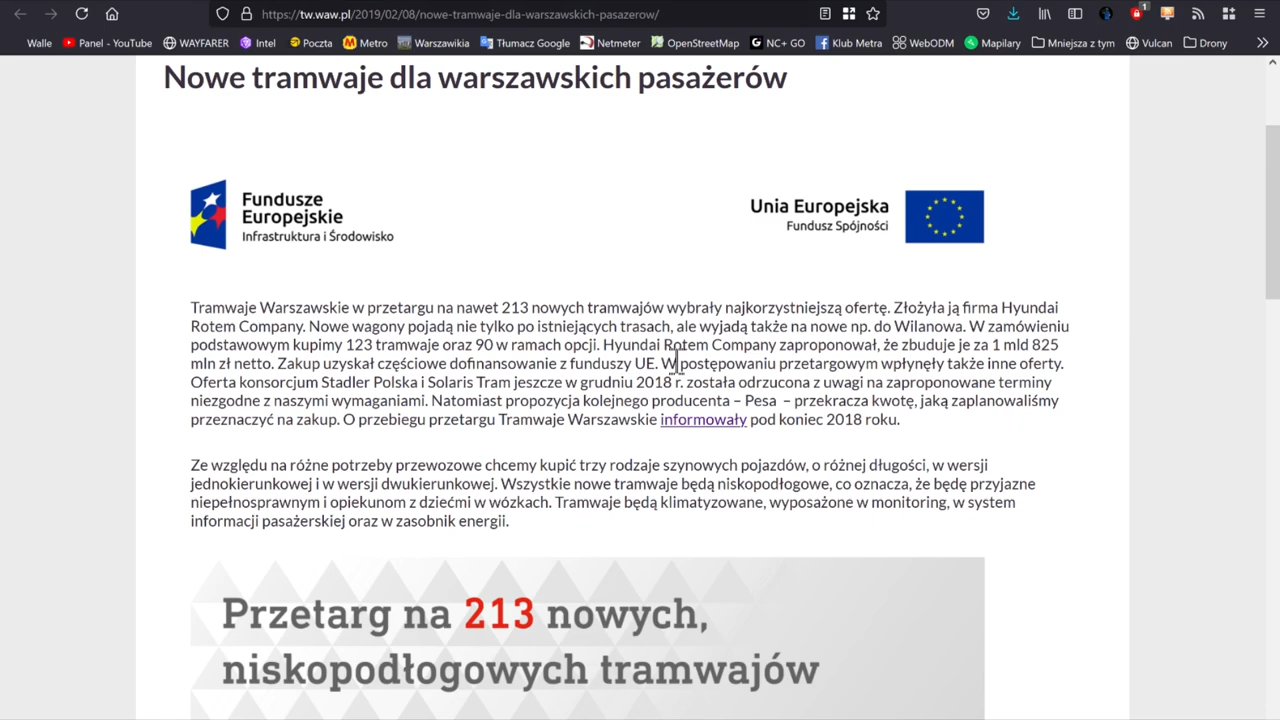 https://tw.waw.pl/2019/02/08/nowe-tramwaje-dla-warszawskich-pasazerow/
1
Walle Panel - YouTube WAYFARER Intel Poczta Metro Warszawikia Tłumacz Google Netmeter OpenStreetMap NC+ GO Klub Metra WebODM Mapilary Mniejsza z tym Vulcan Drony
Nowe tramwaje dla warszawskich pasażerów
Fundusze
Europejskie
Infrastruktura i Środowisko
Unia Europejska
Fundusz Spójności
Tramwaje Warszawskie w przetargu na nawet 213 nowych tramwajów wybrały najkorzystniejszą ofertę. Złożyła ją firma Hyundai
Rotem Company. Nowe wagony pojadą nie tylko po istniejących trasach, ale wyjadą także na nowe np. do Wilanowa. W zamówieniu
podstawowym kupimy 123 tramwaje oraz 90 w ramach opcji. Hyundai Rotem Company zaproponował, że zbuduje je za 1 mld 825
mln zł netto. Zakup uzyskał częściowe dofinansowanie z funduszy UE. W postępowaniu przetargowym wpłynęły także inne oferty.
Oferta konsorcjum Stadler Polska i Solaris Tram jeszcze w grudniu 2018 r. została odrzucona z uwagi na zaproponowane terminy
niezgodne z naszymi wymaganiami. Natomiast propozycja kolejnego producenta – Pesa – przekracza kwotę, jaką zaplanowaliśmy
przeznaczyć na zakup. O przebiegu przetargu Tramwaje Warszawskie informowały pod koniec 2018 roku.
Ze względu na różne potrzeby przewozowe chcemy kupić trzy rodzaje szynowych pojazdów, o różnej długości, w wersji
jednokierunkowej i w wersji dwukierunkowej. Wszystkie nowe tramwaje będą niskopodłogowe, co oznacza, że będę przyjazne
niepełnosprawnym i opiekunom z dziećmi w wózkach. Tramwaje będą klimatyzowane, wyposażone w monitoring, w system
informacji pasażerskiej oraz w zasobnik energii.
Przetarg na 213 nowych,
niskopodłogowych tramwajów